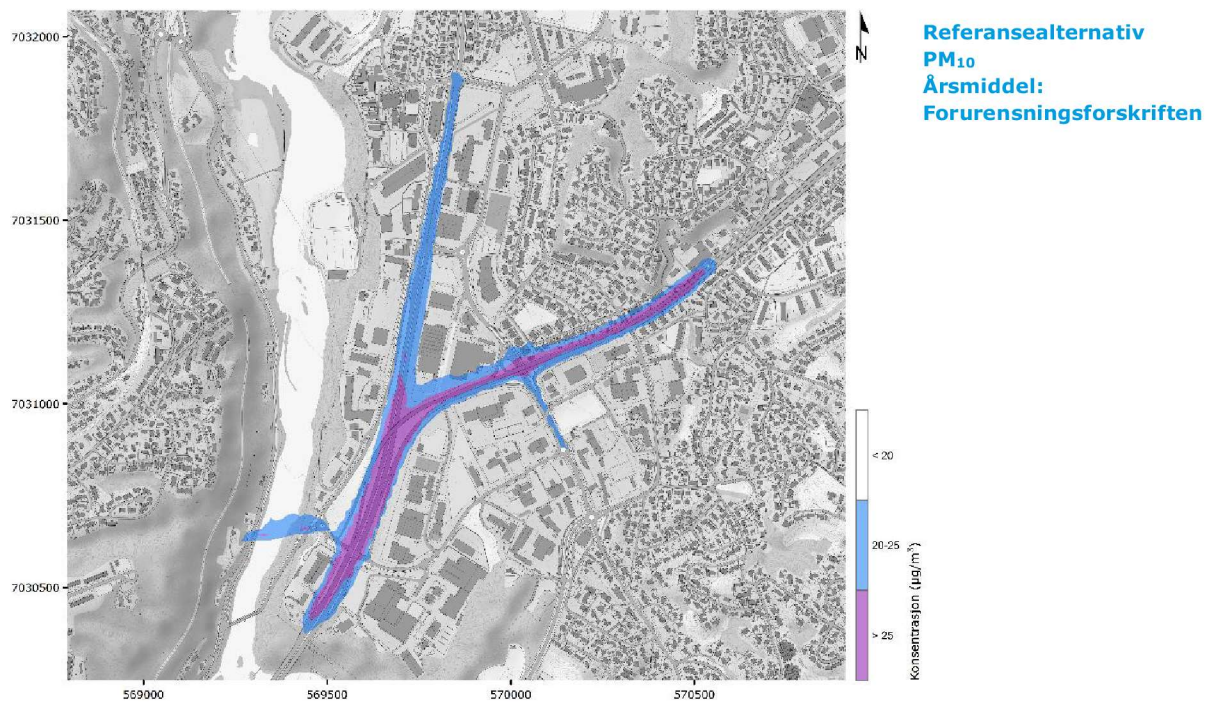 Referansealternativ
PM₁₀
Årsmiddel:
Forurensningsforskriften
N
7032000
7031500
7031000
7030500
569000
569500
570000
570500
< 20
20-25
> 25
Konsentrasjon (µg/m³)